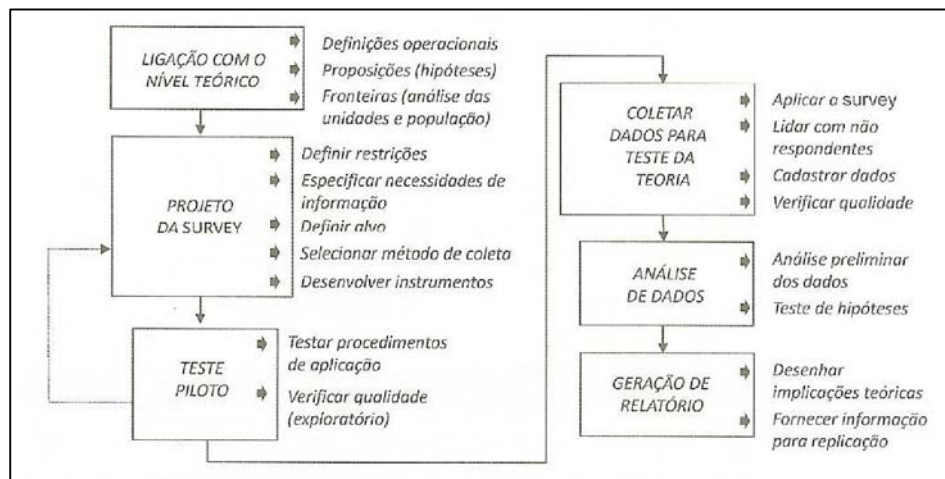 LIGAÇÃO COM O
NÍVEL TEÓRICO
Definições operacionais
Proposições (hipóteses)
Fronteiras (análise das
unidades e população)
PROJETO
DA SURVEY
Definir restrições
Especificar necessidades de
informação
Definir alvo
Selecionar método de coleta
Desenvolver instrumentos
TESTE
PILOTO
Testar procedimentos
de aplicação
Verificar qualidade
(exploratório)
COLETAR
DADOS PARA
TESTE DA
TEORIA
Aplicar a survey
Lidar com não
respondentes
Cadastrar dados
Verificar qualidade
ANÁLISE
DE DADOS
Análise preliminar
dos dados
Teste de hipóteses
GERAÇÃO DE
RELATÓRIO
Desenhar
implicações teóricas
Fornecer informação
para replicação